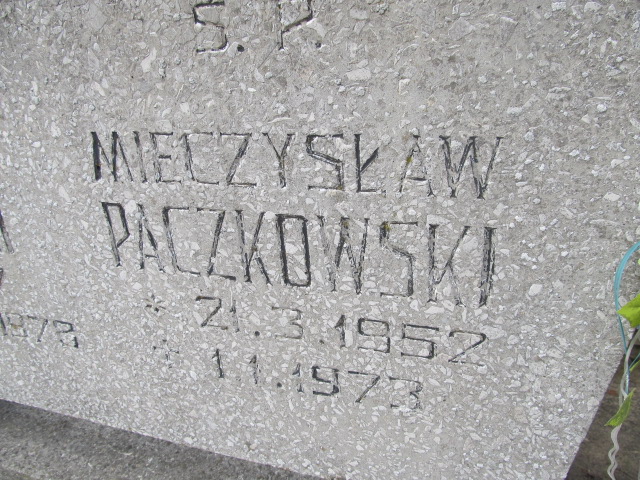 S.P.
MIECZYSŁAW
PACZKOWSKI
* 21.3.1952
1.1.1973